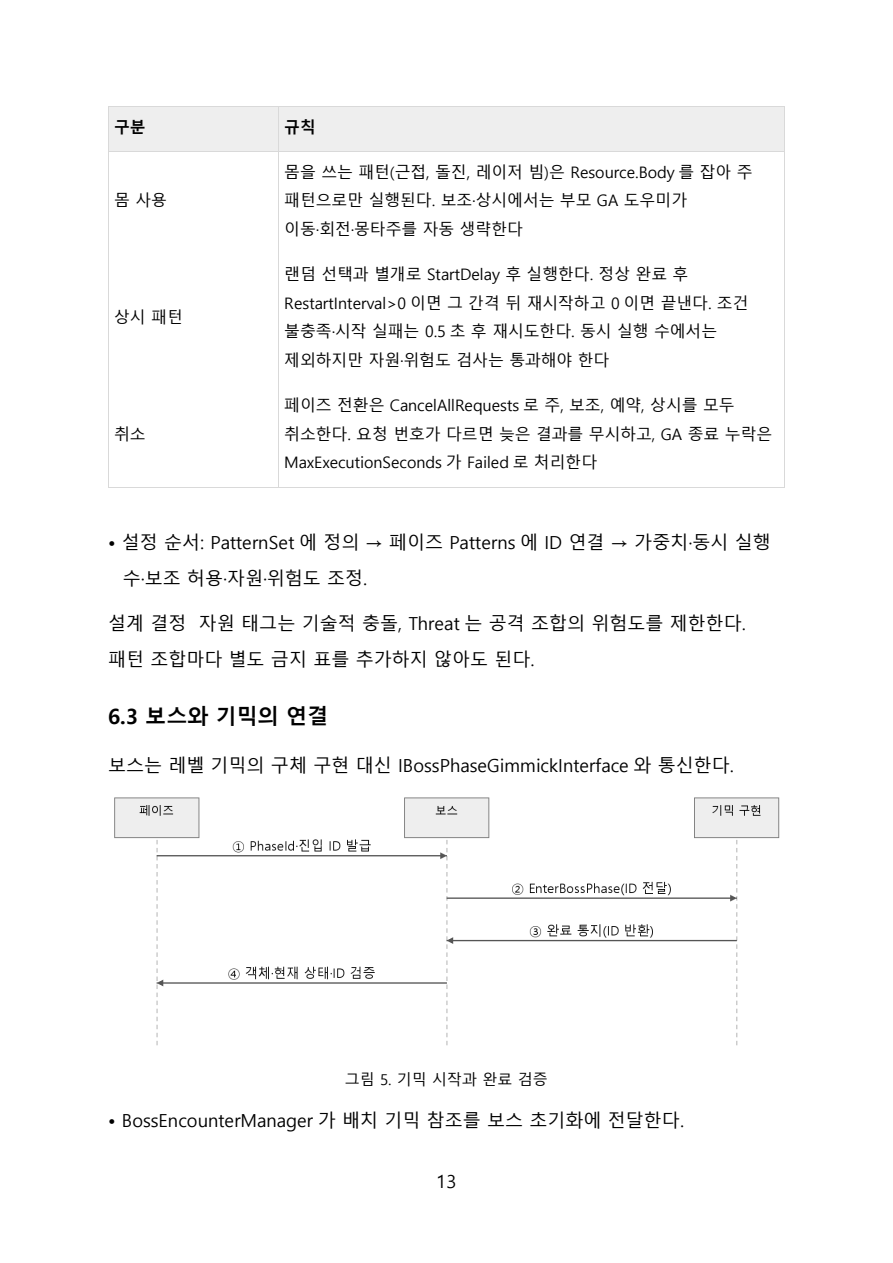 구분
규칙
몸 사용
몸을 쓰는 패턴(근접, 돌진, 레이저 빔)은 Resource.Body 를 잡아 주
패턴으로만 실행된다. 보조·상시에서는 부모 GA 도우미가
이동·회전·몽타주를 자동 생략한다
상시 패턴
랜덤 선택과 별개로 StartDelay 후 실행한다. 정상 완료 후
RestartInterval>0 이면 그 간격 뒤 재시작하고 0 이면 끝낸다. 조건
불충족·시작 실패는 0.5 초 후 재시도한다. 동시 실행 수에서는
제외하지만 자원·위험도 검사는 통과해야 한다
취소
페이즈 전환은 CancelAllRequests 로 주, 보조, 예약, 상시를 모두
취소한다. 요청 번호가 다르면 늦은 결과를 무시하고, GA 종료 누락은
MaxExecutionSeconds 가 Failed 로 처리한다
• 설정 순서: PatternSet 에 정의 → 페이즈 Patterns 에 ID 연결 → 가중치·동시 실행
수·보조 허용·자원·위험도 조정.
설계 결정  자원 태그는 기술적 충돌, Threat 는 공격 조합의 위험도를 제한한다.
패턴 조합마다 별도 금지 표를 추가하지 않아도 된다.
6.3 보스와 기믹의 연결
보스는 레벨 기믹의 구체 구현 대신 IBossPhaseGimmickInterface 와 통신한다.
페이즈
보스
기믹 구현
① PhaseId·진입 ID 발급
② EnterBossPhase(ID 전달)
③ 완료 통지(ID 반환)
④ 객체·현재 상태·ID 검증
그림 5. 기믹 시작과 완료 검증
• BossEncounterManager 가 배치 기믹 참조를 보스 초기화에 전달한다.
13